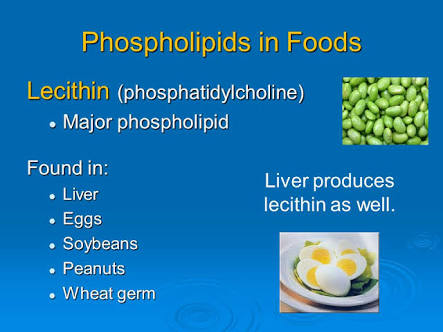 Phospholipids in Foods
Lecithin (phosphatidylcholine)
Major phospholipid
Found in:
Liver
Eggs
Soybeans
Peanuts
Wheat germ
Liver produces
lecithin as well.